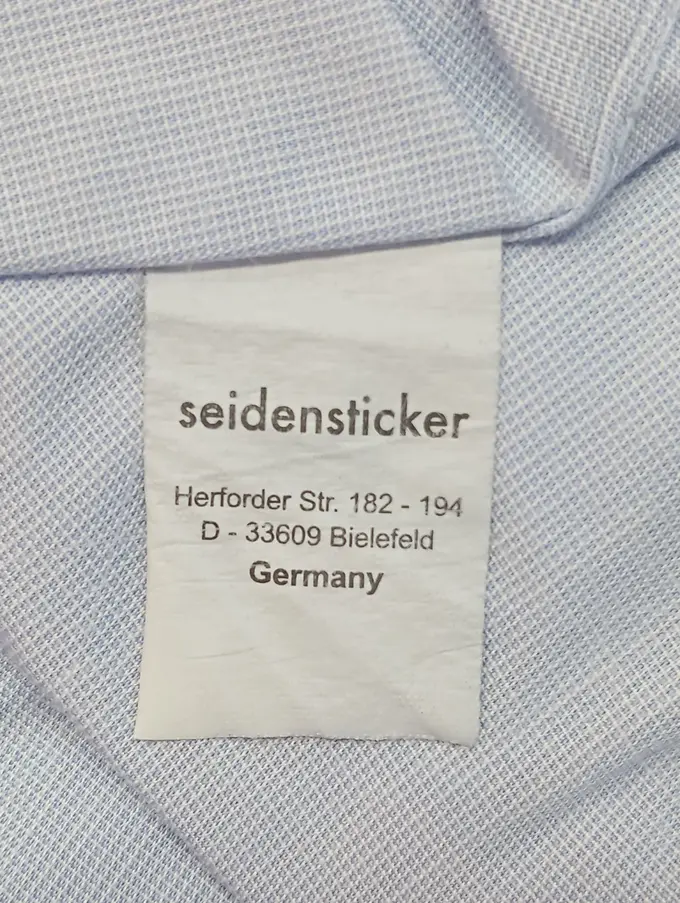 seidensticker
Herforder Str. 182 - 194
D - 33609 Bielefeld
Germany